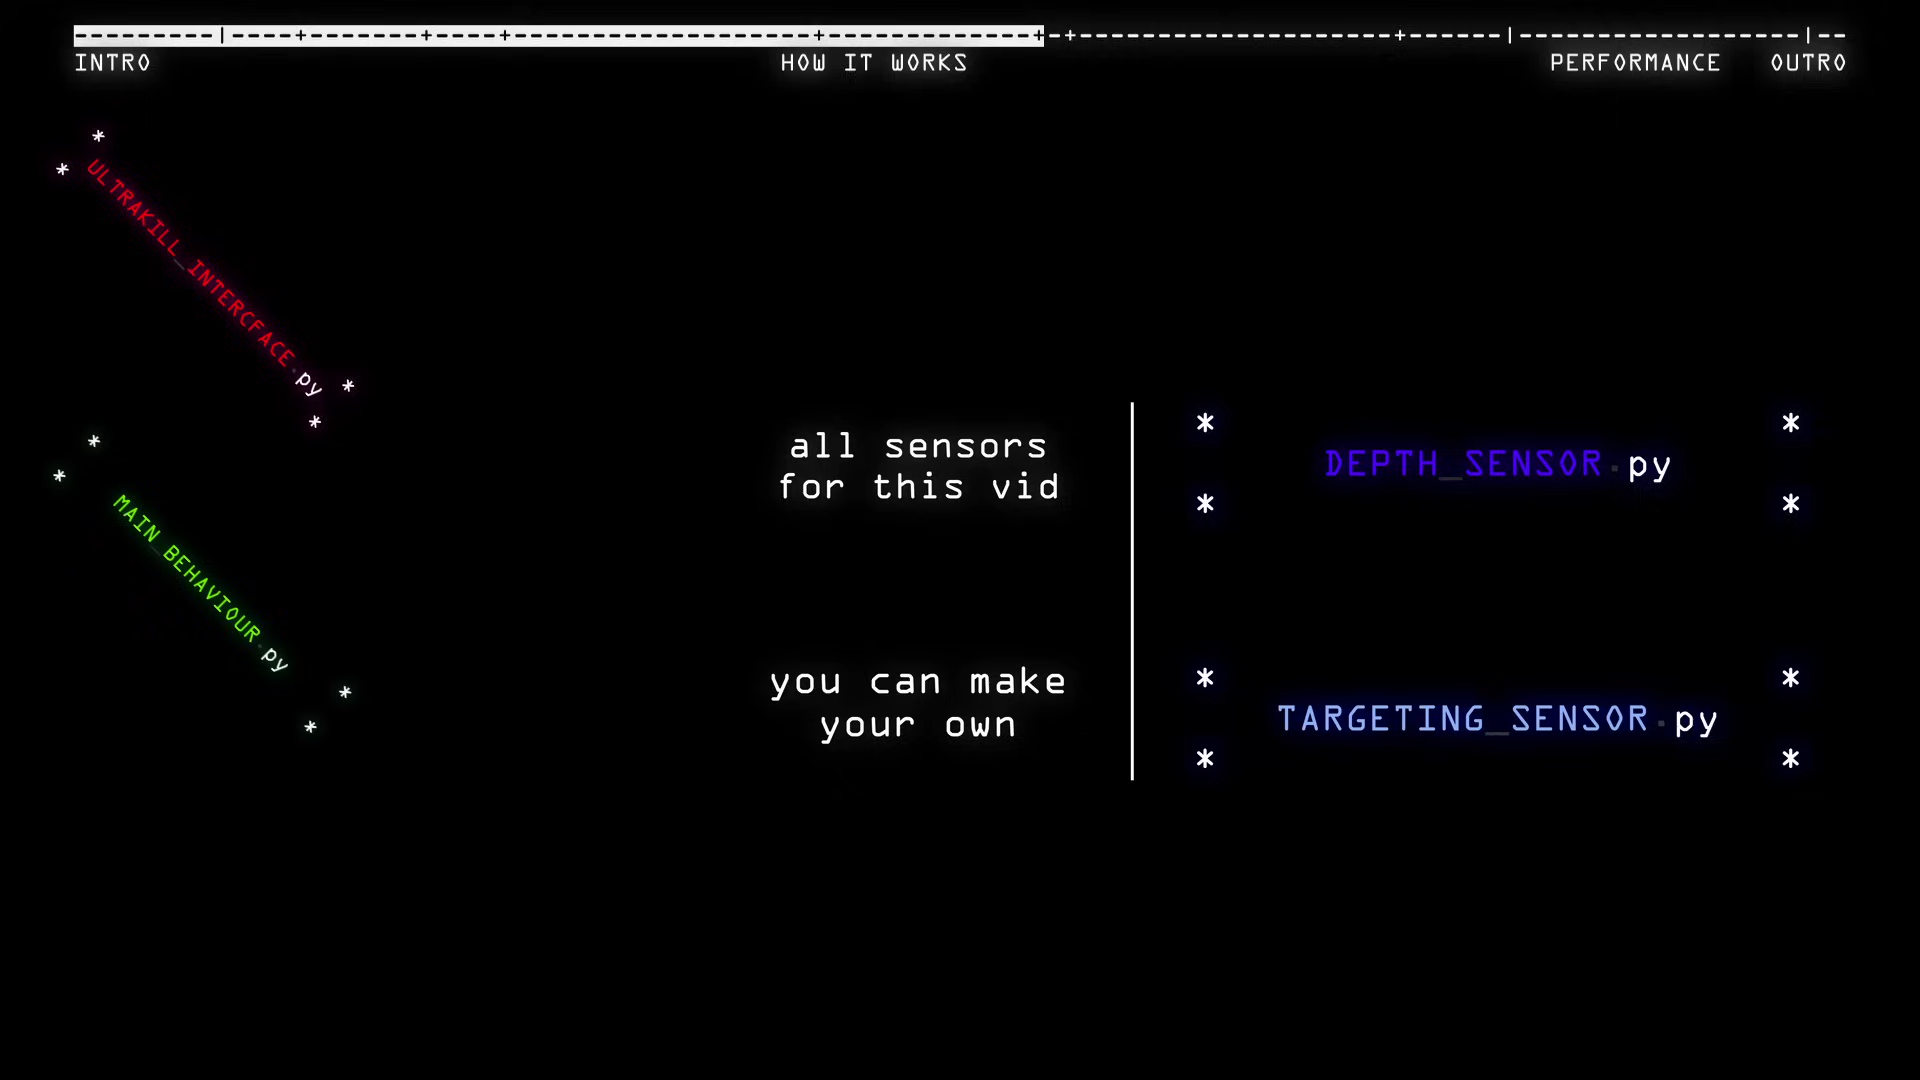 ---------|----+-------+----+-------------------+-------------+-+--------------------+------|------------------|--
INTRO HOW IT WORKS PERFORMANCE OUTRO
* *
ULTRAKILL_INTERCFACE.py
* *
* *
MAIN_BEHAVIOUR.py
* *
all sensors
for this vid
* *
DEPTH_SENSOR.py
* *
you can make
your own
* *
TARGETING_SENSOR.py
* *